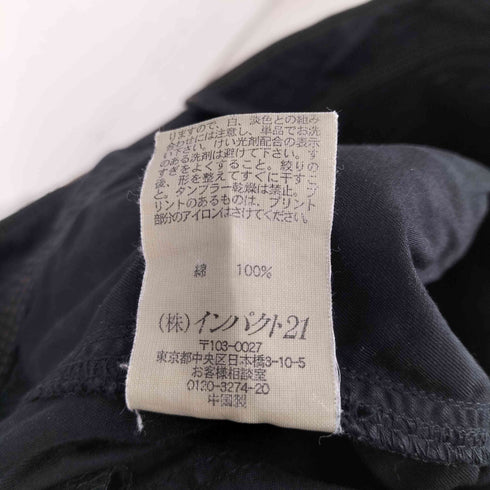 りますので、白、淡色との組み
合わせには注意し、単品でお洗
い下さい。けい光剤配合の表示
のある洗剤は避けて下さい。す
すぎをよくすること。絞りの
後、形を整えてすぐに干すこ
と。タンブラー乾燥は禁止。プ
リントのあるものは、プリント
部分のアイロンはさけてください。
綿 100%
(株)インパクト21
〒103-0027
東京都中央区日本橋3-10-5
お客様相談室
0120-3274-20
中国製